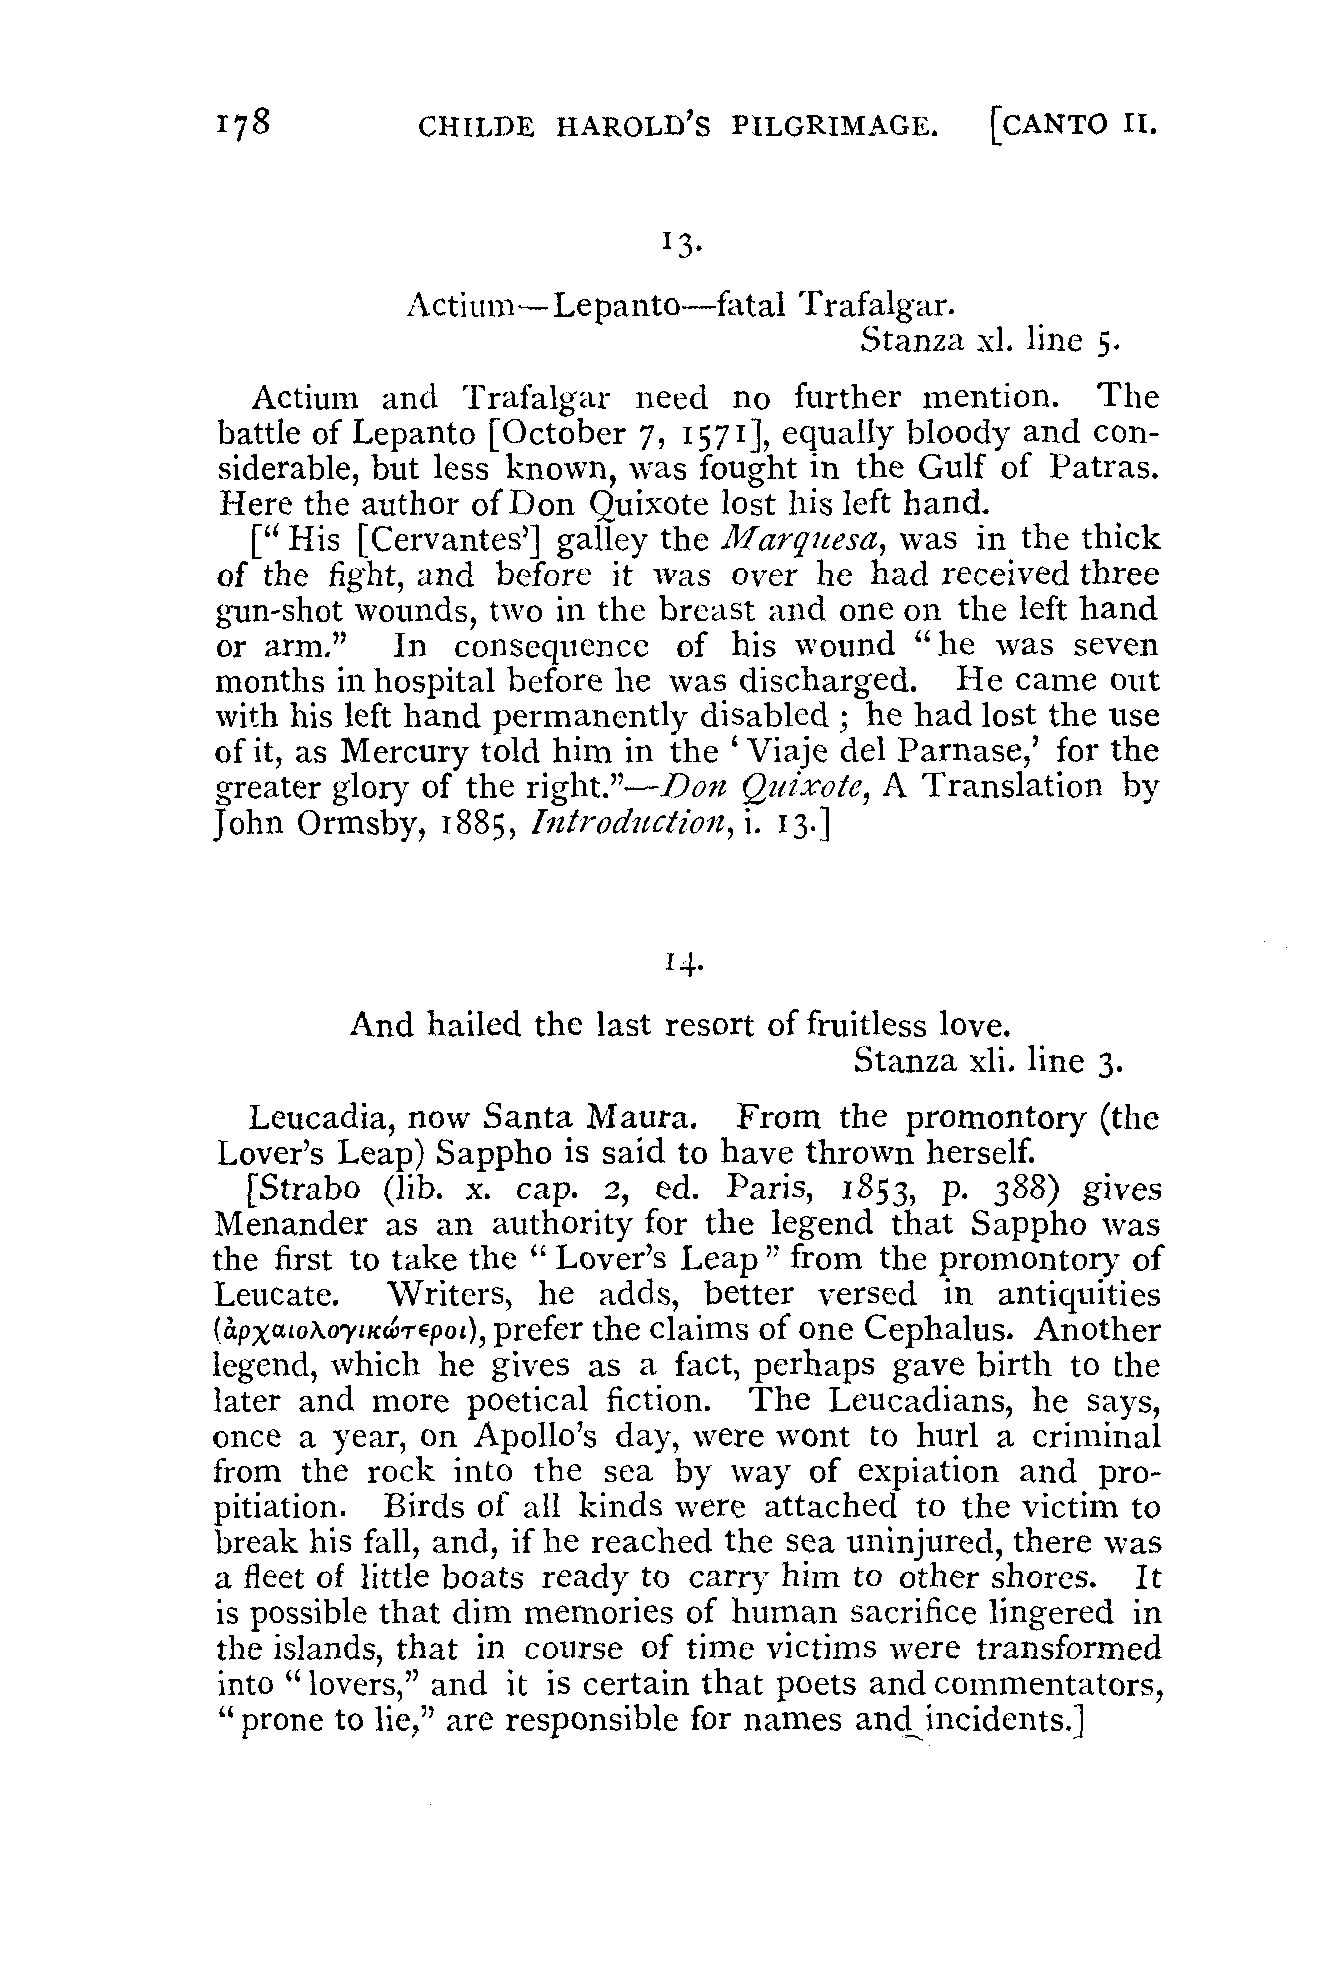 178 CHILDE HAROLD'S PILGRIMAGE. [CANTO II.
13.
Actium—Lepanto—fatal Trafalgar.
Stanza xl. line 5.
Actium and Trafalgar need no further mention. The
battle of Lepanto [October 7, 1571], equally bloody and con-
siderable, but less known, was fought in the Gulf of Patras.
Here the author of Don Quixote lost his left hand.
["His [Cervantes'] galley the Marquesa, was in the thick
of the fight, and before it was over he had received three
gun-shot wounds, two in the breast and one on the left hand
or arm." In consequence of his wound "he was seven
months in hospital before he was discharged. He came out
with his left hand permanently disabled; he had lost the use
of it, as Mercury told him in the 'Viaje del Parnase,' for the
greater glory of the right."—Don Quixote, A Translation by
John Ormsby, 1885, Introduction, i. 13.]
14.
And hailed the last resort of fruitless love.
Stanza xli. line 3.
Leucadia, now Santa Maura. From the promontory (the
Lover's Leap) Sappho is said to have thrown herself.
[Strabo (lib. x. cap. 2, ed. Paris, 1853, p. 388) gives
Menander as an authority for the legend that Sappho was
the first to take the "Lover's Leap" from the promontory of
Leucate. Writers, he adds, better versed in antiquities
(ἀρχαιολογικώτεροι), prefer the claims of one Cephalus. Another
legend, which he gives as a fact, perhaps gave birth to the
later and more poetical fiction. The Leucadians, he says,
once a year, on Apollo's day, were wont to hurl a criminal
from the rock into the sea by way of expiation and pro-
pitiation. Birds of all kinds were attached to the victim to
break his fall, and, if he reached the sea uninjured, there was
a fleet of little boats ready to carry him to other shores. It
is possible that dim memories of human sacrifice lingered in
the islands, that in course of time victims were transformed
into "lovers," and it is certain that poets and commentators,
"prone to lie," are responsible for names and incidents.]